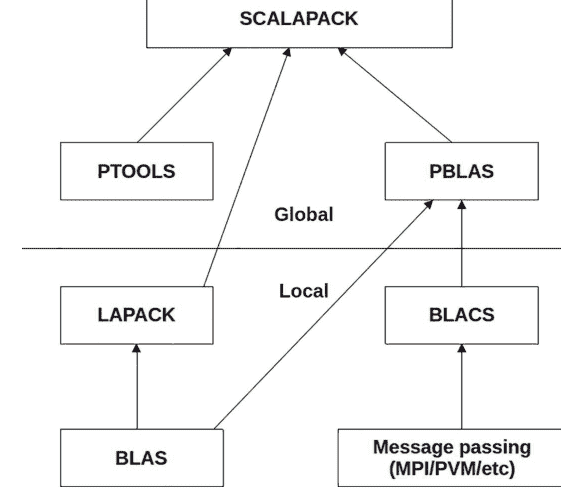 SCALAPACK
PTOOLS
PBLAS
Global
Local
LAPACK
BLACS
BLAS
Message passing
(MPI/PVM/etc)